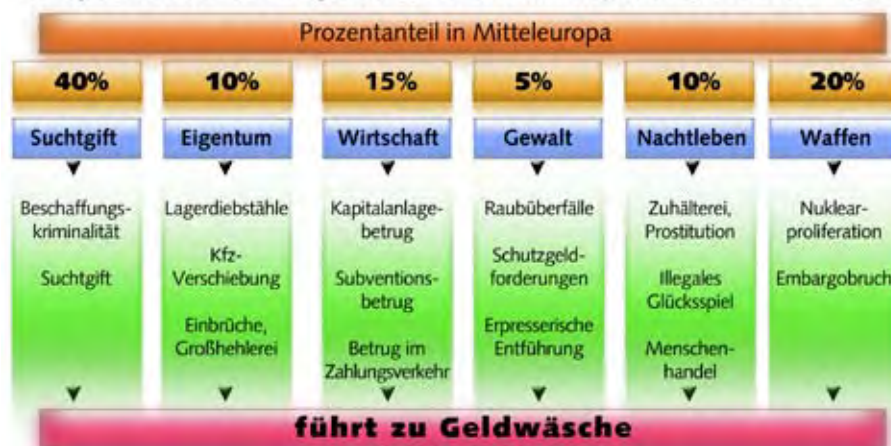 Prozentanteil in Mitteleuropa
40%
10%
15%
5%
10%
20%
Suchtgift
Eigentum
Wirtschaft
Gewalt
Nachtleben
Waffen
Beschaffungs-
kriminalität
Suchtgift
Lagerdiebstähle
Kfz-
Verschiebung
Einbrüche,
Großhehlerei
Kapitalanlage-
betrug
Subventions-
betrug
Betrug im
Zahlungsverkehr
Raubüberfälle
Schutzgeld-
forderungen
Erpresserische
Entführung
Zuhälterei,
Prostitution
Illegales
Glücksspiel
Menschen-
handel
Nuklear-
proliferation
Embargobruch
führt zu Geldwäsche